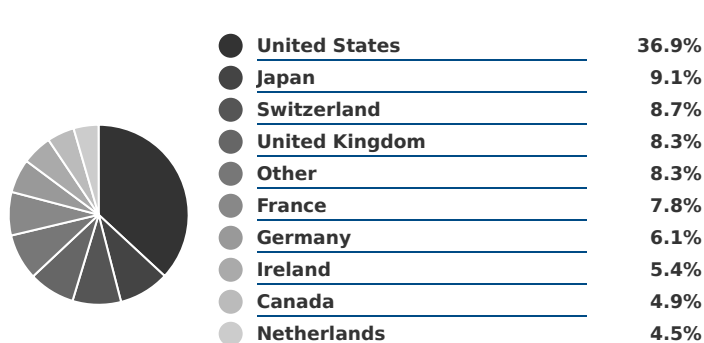 United States 36.9%
Japan 9.1%
Switzerland 8.7%
United Kingdom 8.3%
Other 8.3%
France 7.8%
Germany 6.1%
Ireland 5.4%
Canada 4.9%
Netherlands 4.5%